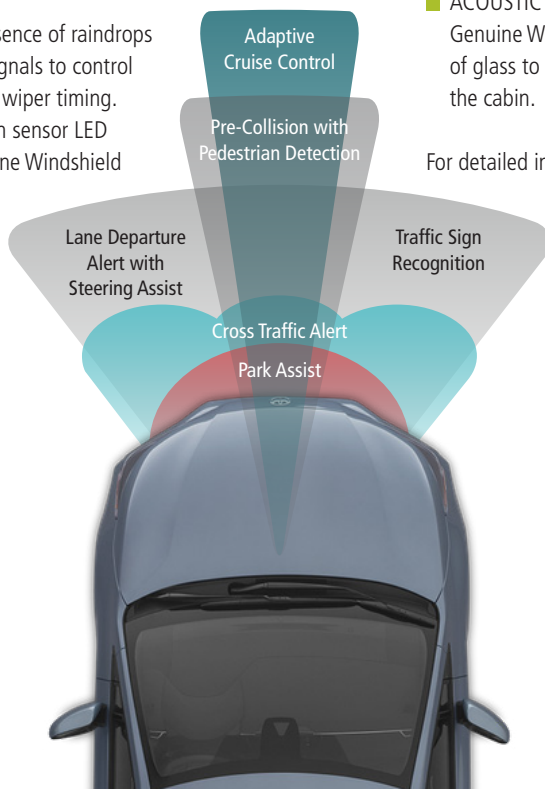 sence of raindrops
gnals to control
wiper timing.
n sensor LED
ne Windshield
ACOUSTIC
Genuine W
of glass to
the cabin.
For detailed in
Adaptive
Cruise Control
Pre-Collision with
Pedestrian Detection
Lane Departure
Alert with
Steering Assist
Traffic Sign
Recognition
Cross Traffic Alert
Park Assist